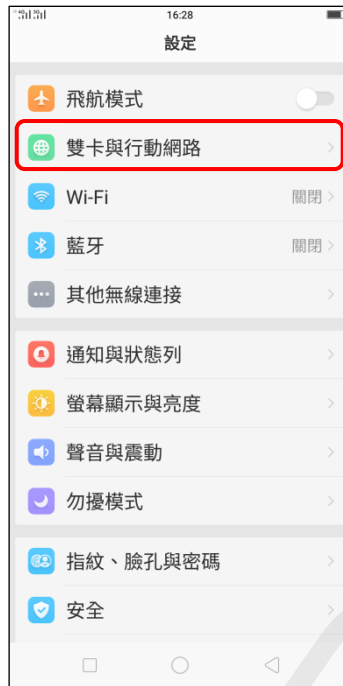 4G 3G 16:28
設定
飛航模式
雙卡與行動網路
Wi-Fi 關閉
藍牙 關閉
其他無線連接
通知與狀態列
螢幕顯示與亮度
聲音與震動
勿擾模式
指紋、臉孔與密碼
安全